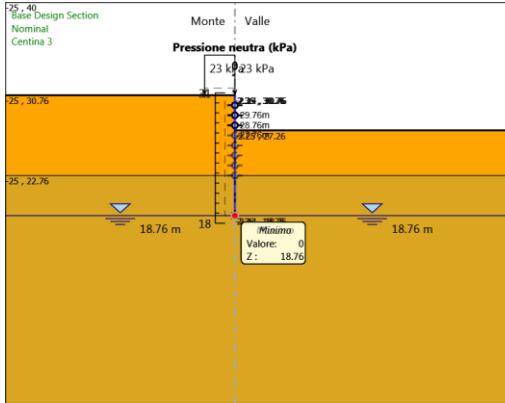 -25 , 40
Base Design Section
Nominal
Centina 3
Monte
Valle
Pressione neutra (kPa)
23 kPa
23 kPa
-25 , 30.76
29.76m
28.76m
-25 , 22.76
18
18.76 m
18.76 m
Minimo
Valore: 0
Z : 18.76